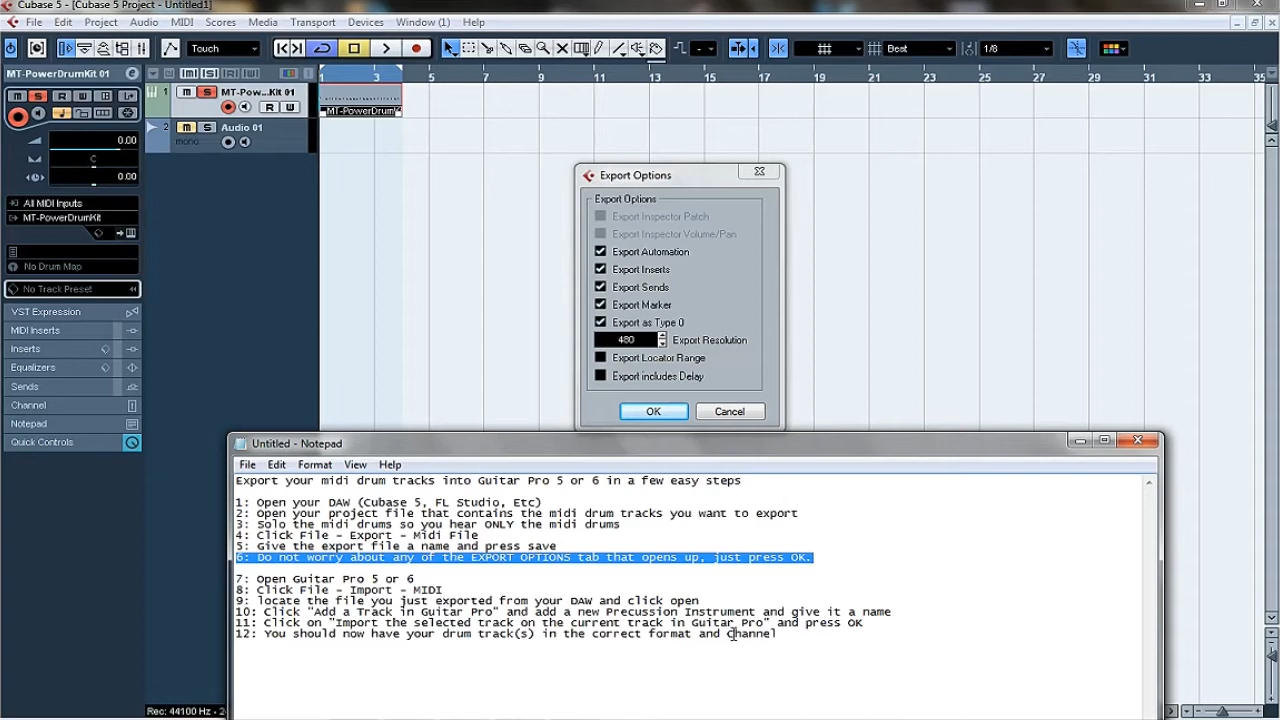 Cubase 5 - [Cubase 5 Project - Untitled1]
File Edit Project Audio MIDI Scores Media Transport Devices Window (1) Help
Touch
Beat
1/8
MT-PowerDrumKit 01
1 3 5 7 9 11 13 15 17 19 21 23 25 27 29 31 33 35
1 m S MT-Pow...Kit 01
R W
MT-PowerDrumK
2 m S Audio 01
mono
m S R W
0.00
C
0.00
All MIDI Inputs
MT-PowerDrumKit
No Drum Map
No Track Preset
VST Expression
MIDI Inserts
Inserts
Equalizers
Sends
Channel
Notepad
Quick Controls
Export Options
Export Options
Export Inspector Patch
Export Inspector Volume/Pan
Export Automation
Export Inserts
Export Sends
Export Marker
Export as Type 0
480 Export Resolution
Export Locator Range
Export includes Delay
OK Cancel
Untitled - Notepad
File Edit Format View Help
Export your midi drum tracks into Guitar Pro 5 or 6 in a few easy steps
1: Open your DAW (Cubase 5, FL Studio, Etc)
2: Open your project file that contains the midi drum tracks you want to export
3: Solo the midi drums so you hear ONLY the midi drums
4: Click File - Export - Midi File
5: Give the export file a name and press save
6: Do not worry about any of the EXPORT OPTIONS tab that opens up, just press OK.
7: Open Guitar Pro 5 or 6
8: Click File - Import - MIDI
9: locate the file you just exported from your DAW and click open
10: Click "Add a Track in Guitar Pro" and add a new Precussion Instrument and give it a name
11: Click on "Import the selected track on the current track in Guitar Pro" and press OK
12: You should now have your drum track(s) in the correct format and channel
Rec: 44100 Hz -